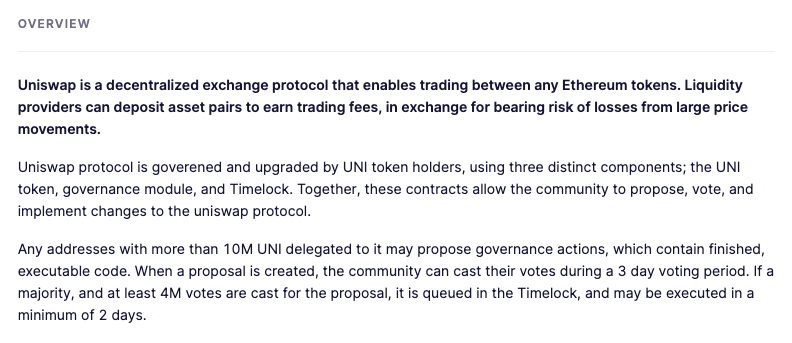 OVERVIEW
Uniswap is a decentralized exchange protocol that enables trading between any Ethereum tokens. Liquidity
providers can deposit asset pairs to earn trading fees, in exchange for bearing risk of losses from large price
movements.
Uniswap protocol is goverened and upgraded by UNI token holders, using three distinct components; the UNI
token, governance module, and Timelock. Together, these contracts allow the community to propose, vote, and
implement changes to the uniswap protocol.
Any addresses with more than 10M UNI delegated to it may propose governance actions, which contain finished,
executable code. When a proposal is created, the community can cast their votes during a 3 day voting period. If a
majority, and at least 4M votes are cast for the proposal, it is queued in the Timelock, and may be executed in a
minimum of 2 days.